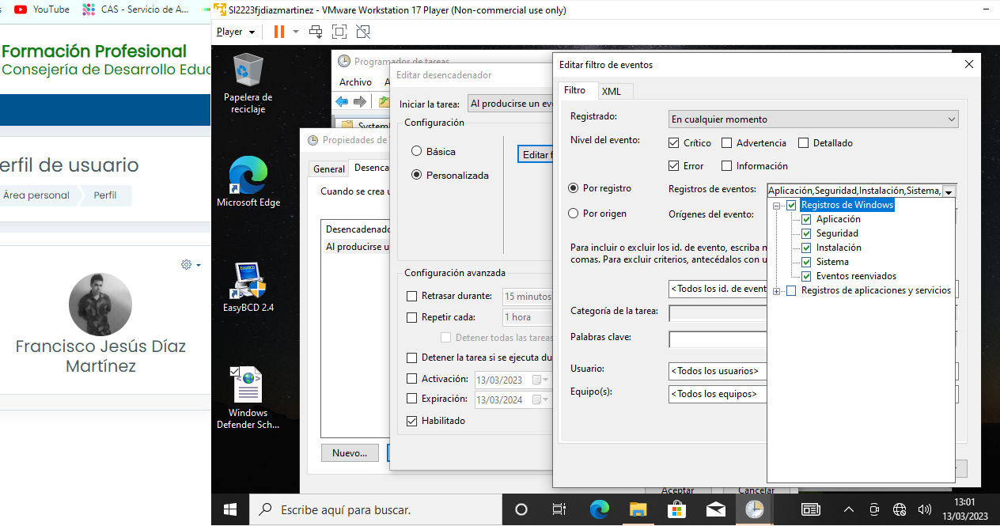 YouTube
CAS - Servicio de A...
Formación Profesional
Consejería de Desarrollo Educ
erfil de usuario
Área personal
Perfil
Francisco Jesús Díaz
Martínez
SI2223fjdiazmartinez - VMware Workstation 17 Player (Non-commercial use only)
Player
Papelera de
reciclaje
Microsoft Edge
EasyBCD
EasyBCD 2.4
Windows
Defender Sch...
Programador de tareas
Archivo A
System
Propiedades de
General
Desenca
Cuando se crea u
Desencadenado
Al producirse u
Nuevo...
Aceptar
Cancelar
Editar desencadenador
Iniciar la tarea:
Al producirse un eve
Configuración
Básica
Personalizada
Editar f
Configuración avanzada
Retrasar durante:
15 minutos
Repetir cada:
1 hora
Detener todas las tareas
Detener la tarea si se ejecuta du
Activación:
13/03/2023
Expiración:
13/03/2024
Habilitado
Editar filtro de eventos
Filtro
XML
Registrado:
En cualquier momento
Nivel del evento:
Crítico
Advertencia
Detallado
Error
Información
Por registro
Registros de eventos:
Aplicación,Seguridad,Instalación,Sistema,
Por origen
Orígenes del evento:
Registros de Windows
Aplicación
Seguridad
Instalación
Sistema
Eventos reenviados
Registros de aplicaciones y servicios
Para incluir o excluir los id. de evento, escriba n
comas. Para excluir criterios, antecédalos con u
<Todos los id. de event
Categoría de la tarea:
Palabras clave:
Usuario:
<Todos los usuarios>
Equipo(s):
<Todos los equipos>
Escribe aquí para buscar.
13:01
13/03/2023